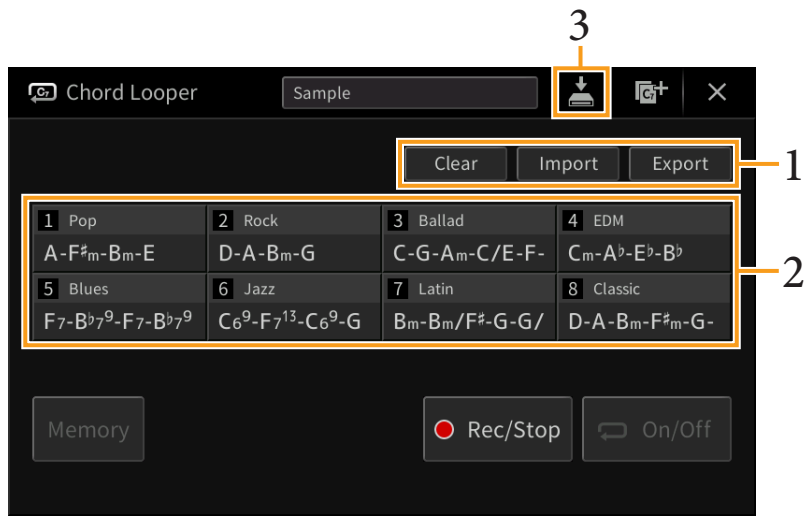 3
Chord Looper Sample C7+
Clear Import Export
1
1 Pop 2 Rock 3 Ballad 4 EDM
A-F♯m-Bm-E D-A-Bm-G C-G-Am-C/E-F- Cm-A♭-E♭-B♭
2
5 Blues 6 Jazz 7 Latin 8 Classic
F7-B♭7⁹-F7-B♭7⁹ C6⁹-F7¹³-C6⁹-G Bm-Bm/F♯-G-G/ D-A-Bm-F♯m-G-
Memory Rec/Stop On/Off